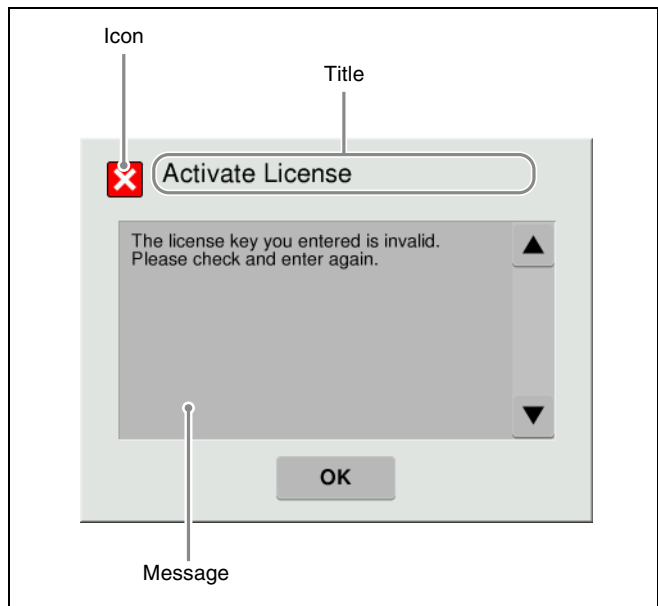 Icon
Title
Activate License
The license key you entered is invalid.
Please check and enter again.
OK
Message